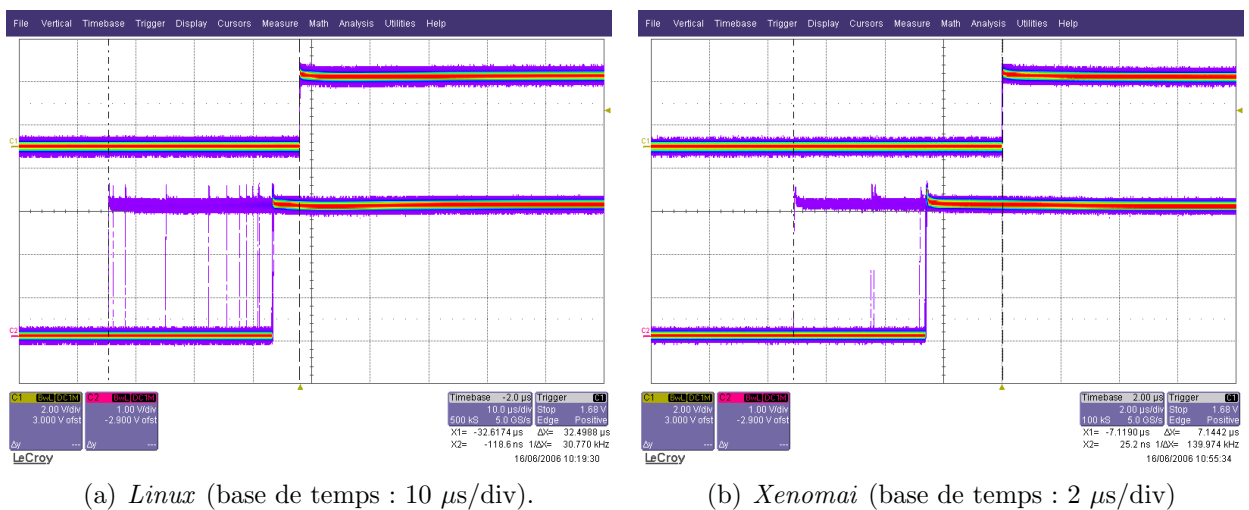 File Vertical Timebase Trigger Display Cursors Measure Math Analysis Utilities Help
C1
C2
C1 BwL DC1M
2.00 V/div
3.000 V ofst
Δy ---
C2 BwL DC1M
1.00 V/div
-2.900 V ofst
---
Timebase -2.0 µs
10.0 µs/div
500 kS 5.0 GS/s
Trigger C1
Stop 1.68 V
Edge Positive
X1= -32.6174 µs ΔX= 32.4988 µs
X2= -118.6 ns 1/ΔX= 30.770 kHz
LeCroy
16/06/2006 10:19:30
(a) Linux (base de temps : 10 µs/div).
File Vertical Timebase Trigger Display Cursors Measure Math Analysis Utilities Help
C1
C2
C1 BwL DC1M
2.00 V/div
3.000 V ofst
Δy ---
C2 BwL DC1M
1.00 V/div
-2.900 V ofst
---
Timebase 2.00 µs
2.00 µs/div
100 kS 5.0 GS/s
Trigger C1
Stop 1.68 V
Edge Positive
X1= -7.1190 µs ΔX= 7.1442 µs
X2= 25.2 ns 1/ΔX= 139.974 kHz
LeCroy
16/06/2006 10:55:34
(b) Xenomai (base de temps : 2 µs/div)